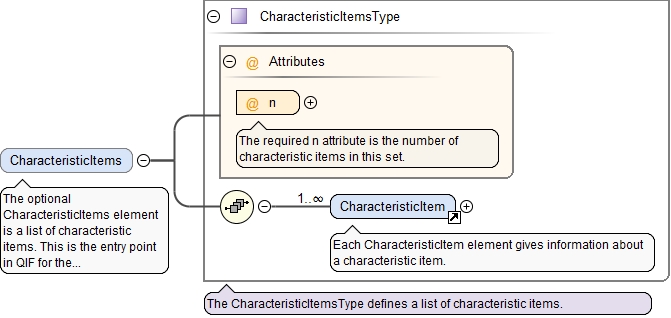 CharacteristicItemsType
@ Attributes
@ n
The required n attribute is the number of
characteristic items in this set.
CharacteristicItems
The optional
CharacteristicItems element
is a list of characteristic
items. This is the entry point
in QIF for the...
1..∞
CharacteristicItem
Each CharacteristicItem element gives information about
a characteristic item.
The CharacteristicItemsType defines a list of characteristic items.